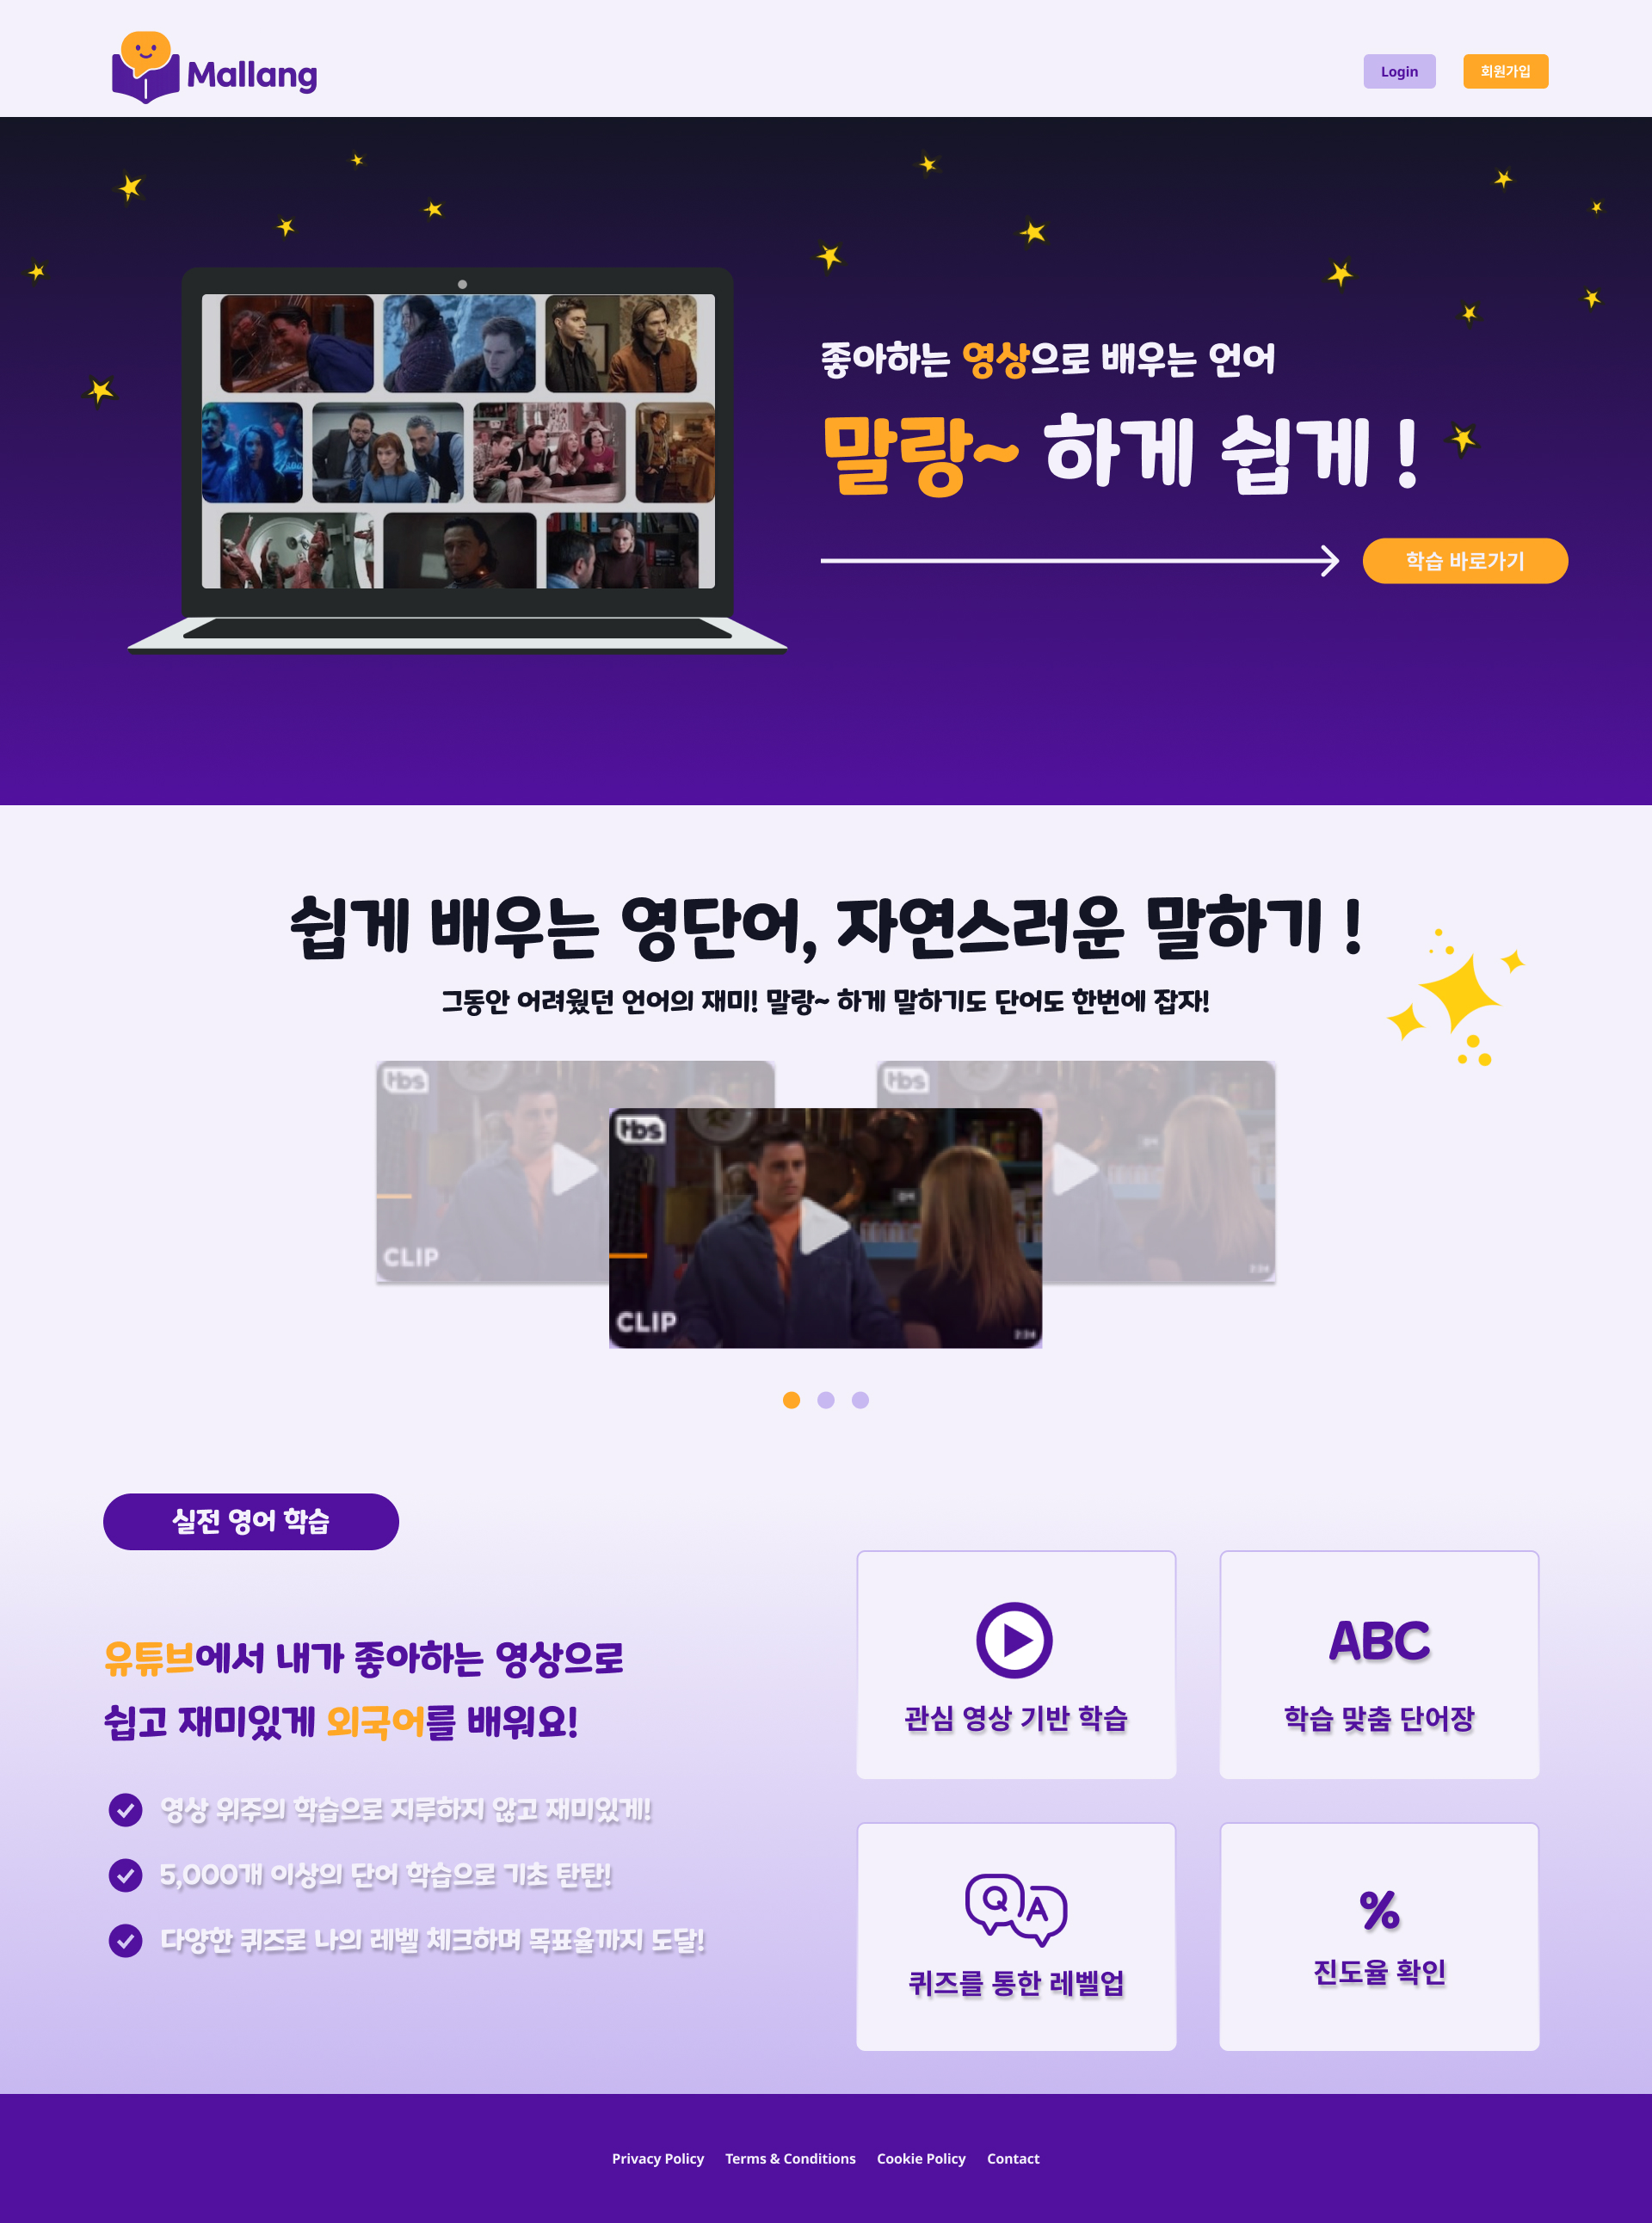 Mallang
Login
회원가입
좋아하는 영상으로 배우는 언어
말랑~ 하게 쉽게 !
학습 바로가기
쉽게 배우는 영단어, 자연스러운 말하기 !
그동안 어려웠던 언어의 재미! 말랑~ 하게 말하기도 단어도 한번에 잡자!
tbs
tbs
tbs
CLIP
CLIP
2:34
2:34
실전 영어 학습
유튜브에서 내가 좋아하는 영상으로
쉽고 재미있게 외국어를 배워요!
영상 위주의 학습으로 지루하지 않고 재미있게!
5,000개 이상의 단어 학습으로 기초 탄탄!
다양한 퀴즈로 나의 레벨 체크하며 목표율까지 도달!
관심 영상 기반 학습
ABC
학습 맞춤 단어장
Q A
퀴즈를 통한 레벨업
%
진도율 확인
Privacy Policy Terms & Conditions Cookie Policy Contact